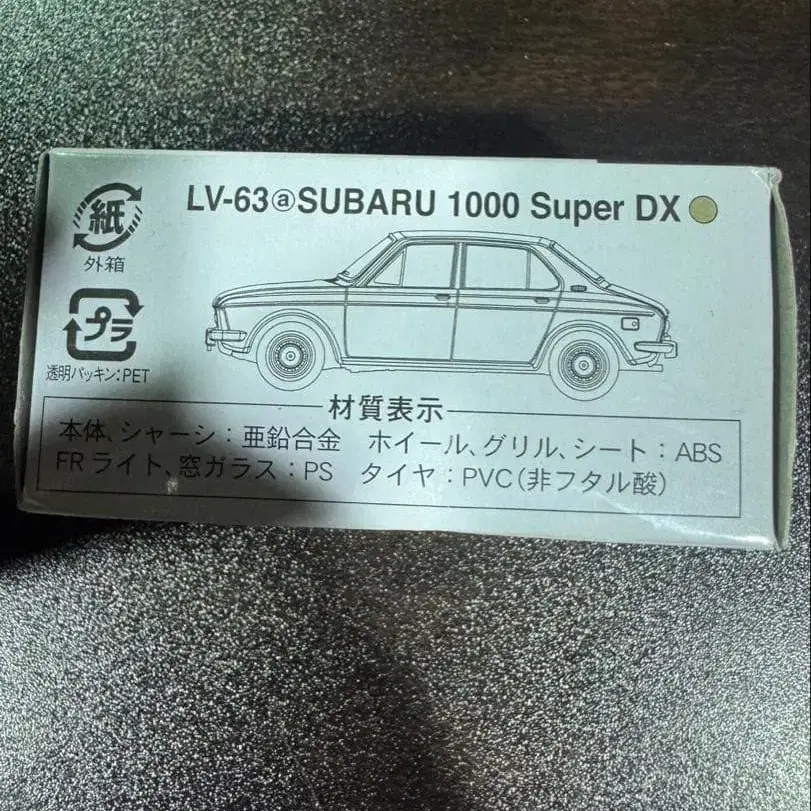 LV-63ⓐSUBARU 1000 Super DX
紙
外箱
プラ
透明パッキン:PET
材質表示
本体、シャーシ:亜鉛合金 ホイール、グリル、シート:ABS
FRライト、窓ガラス:PS タイヤ:PVC(非フタル酸)